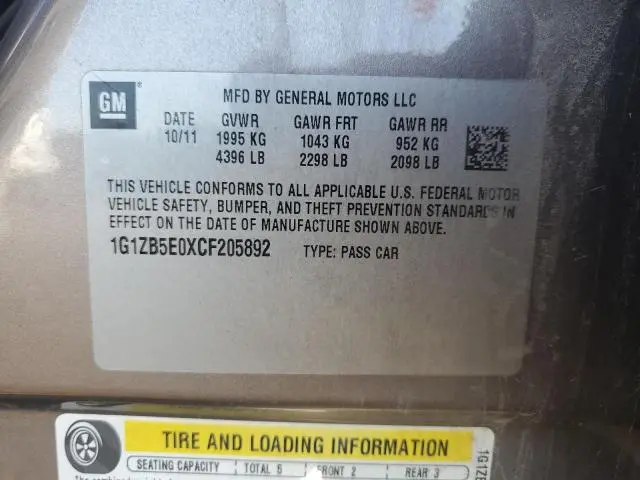 GM
MFD BY GENERAL MOTORS LLC
DATE GVWR GAWR FRT GAWR RR
10/11 1995 KG 1043 KG 952 KG
4396 LB 2298 LB 2098 LB
THIS VEHICLE CONFORMS TO ALL APPLICABLE U.S. FEDERAL MOTOR
VEHICLE SAFETY, BUMPER, AND THEFT PREVENTION STANDARDS IN
EFFECT ON THE DATE OF MANUFACTURE SHOWN ABOVE.
1G1ZB5E0XCF205892 TYPE: PASS CAR
TIRE AND LOADING INFORMATION
SEATING CAPACITY TOTAL 5 FRONT 2 REAR 3
1G1ZB